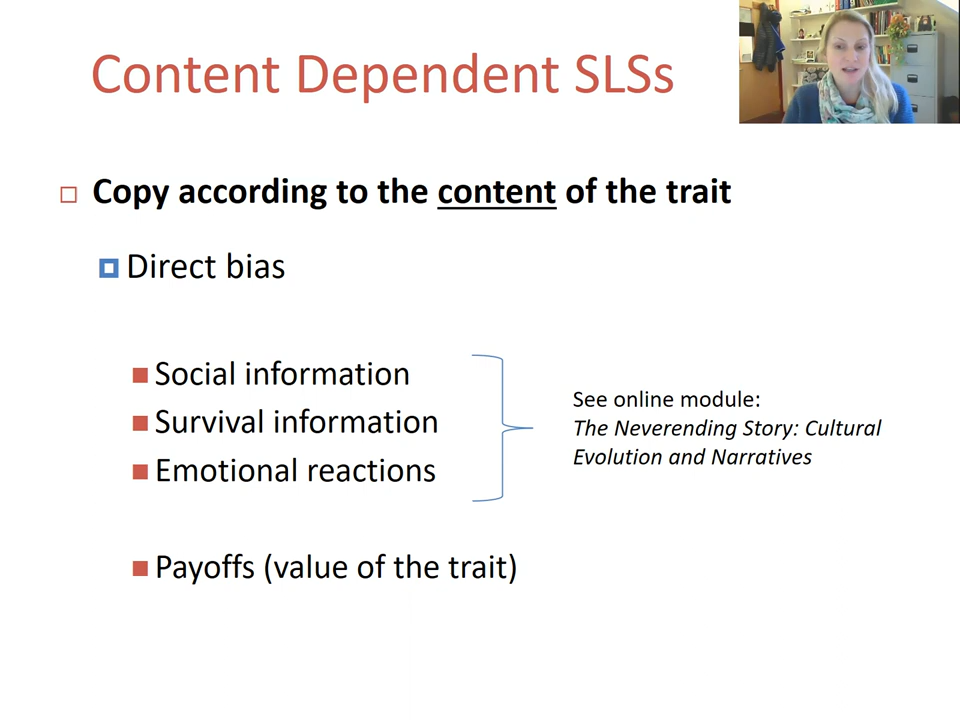 Content Dependent SLSs
Copy according to the content of the trait
Direct bias
Social information
Survival information
Emotional reactions
See online module:
The Neverending Story: Cultural
Evolution and Narratives
Payoffs (value of the trait)